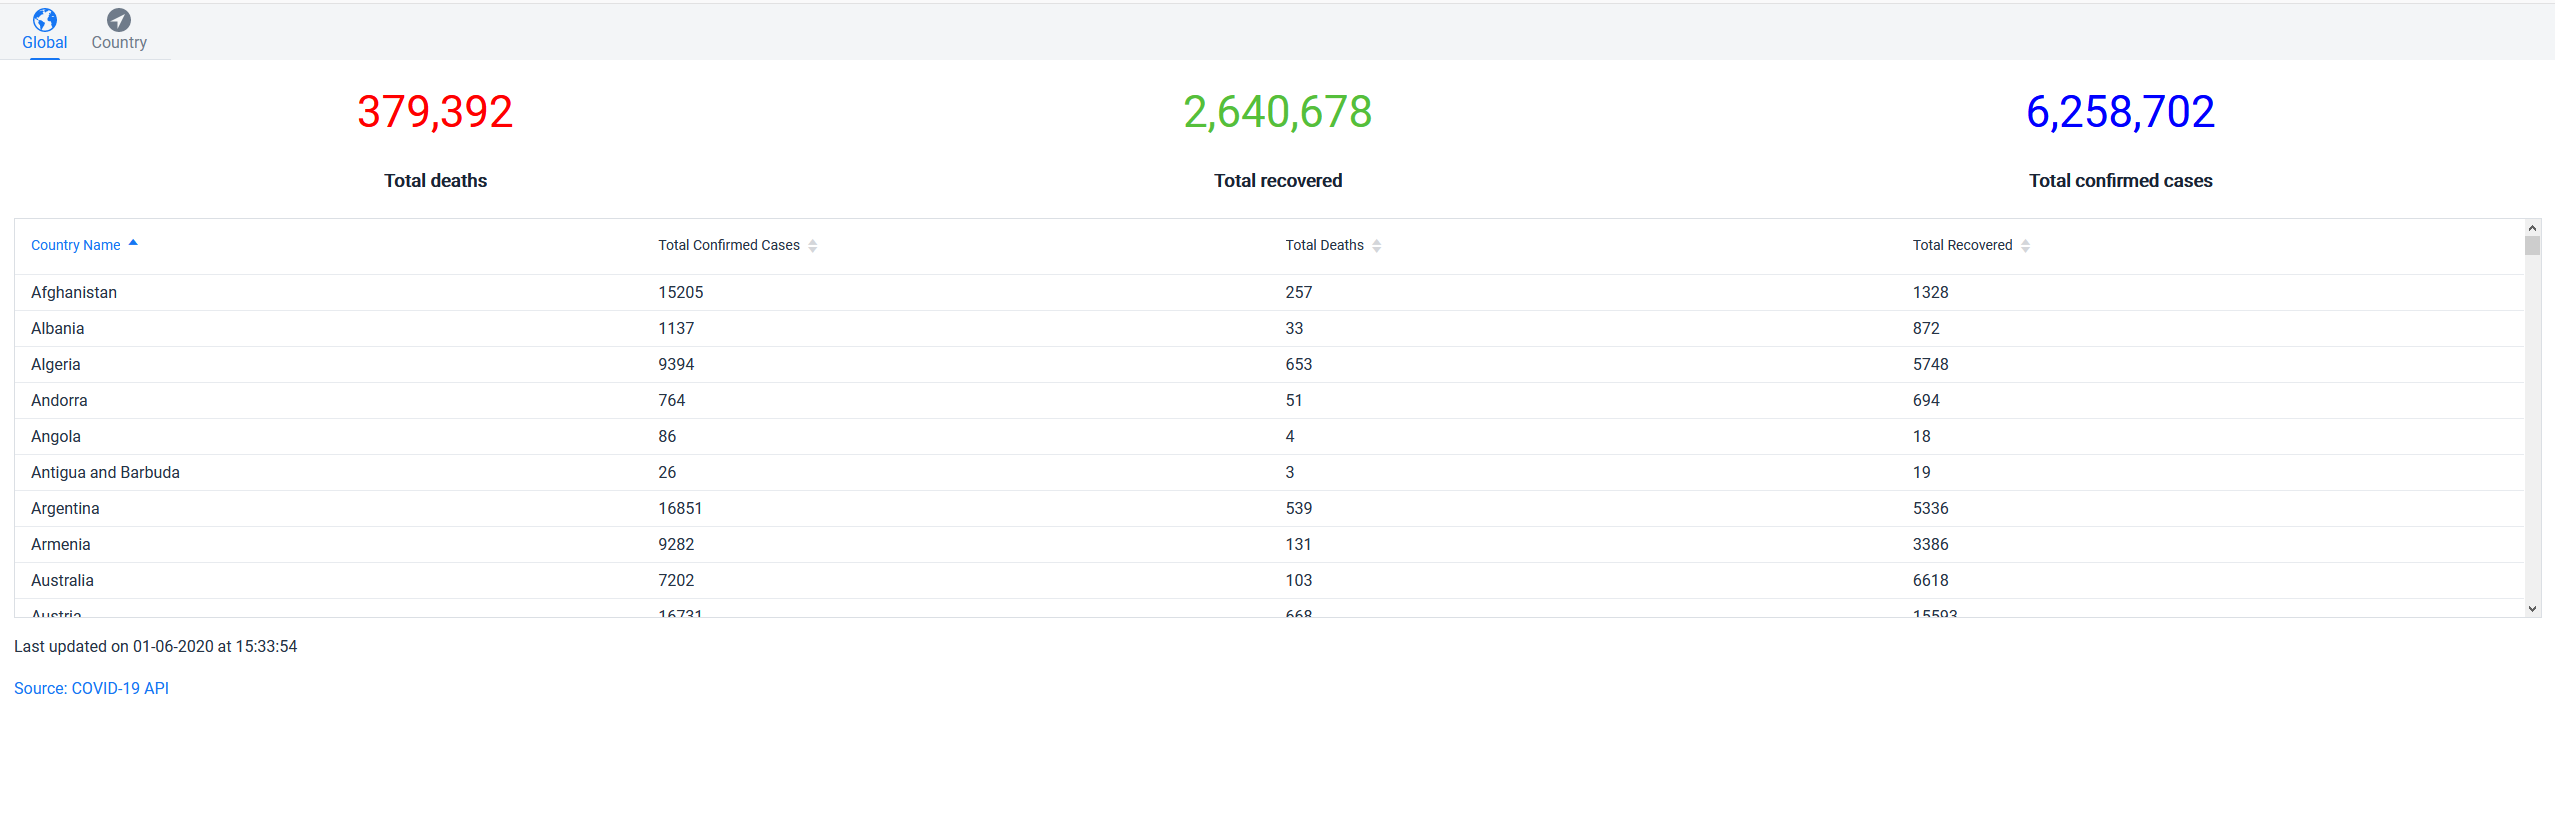 Global Country
379,392 2,640,678 6,258,702
Total deaths Total recovered Total confirmed cases
Country Name Total Confirmed Cases Total Deaths Total Recovered
Afghanistan 15205 257 1328
Albania 1137 33 872
Algeria 9394 653 5748
Andorra 764 51 694
Angola 86 4 18
Antigua and Barbuda 26 3 19
Argentina 16851 539 5336
Armenia 9282 131 3386
Australia 7202 103 6618
Austria 16731 668 15593
Last updated on 01-06-2020 at 15:33:54
Source: COVID-19 API